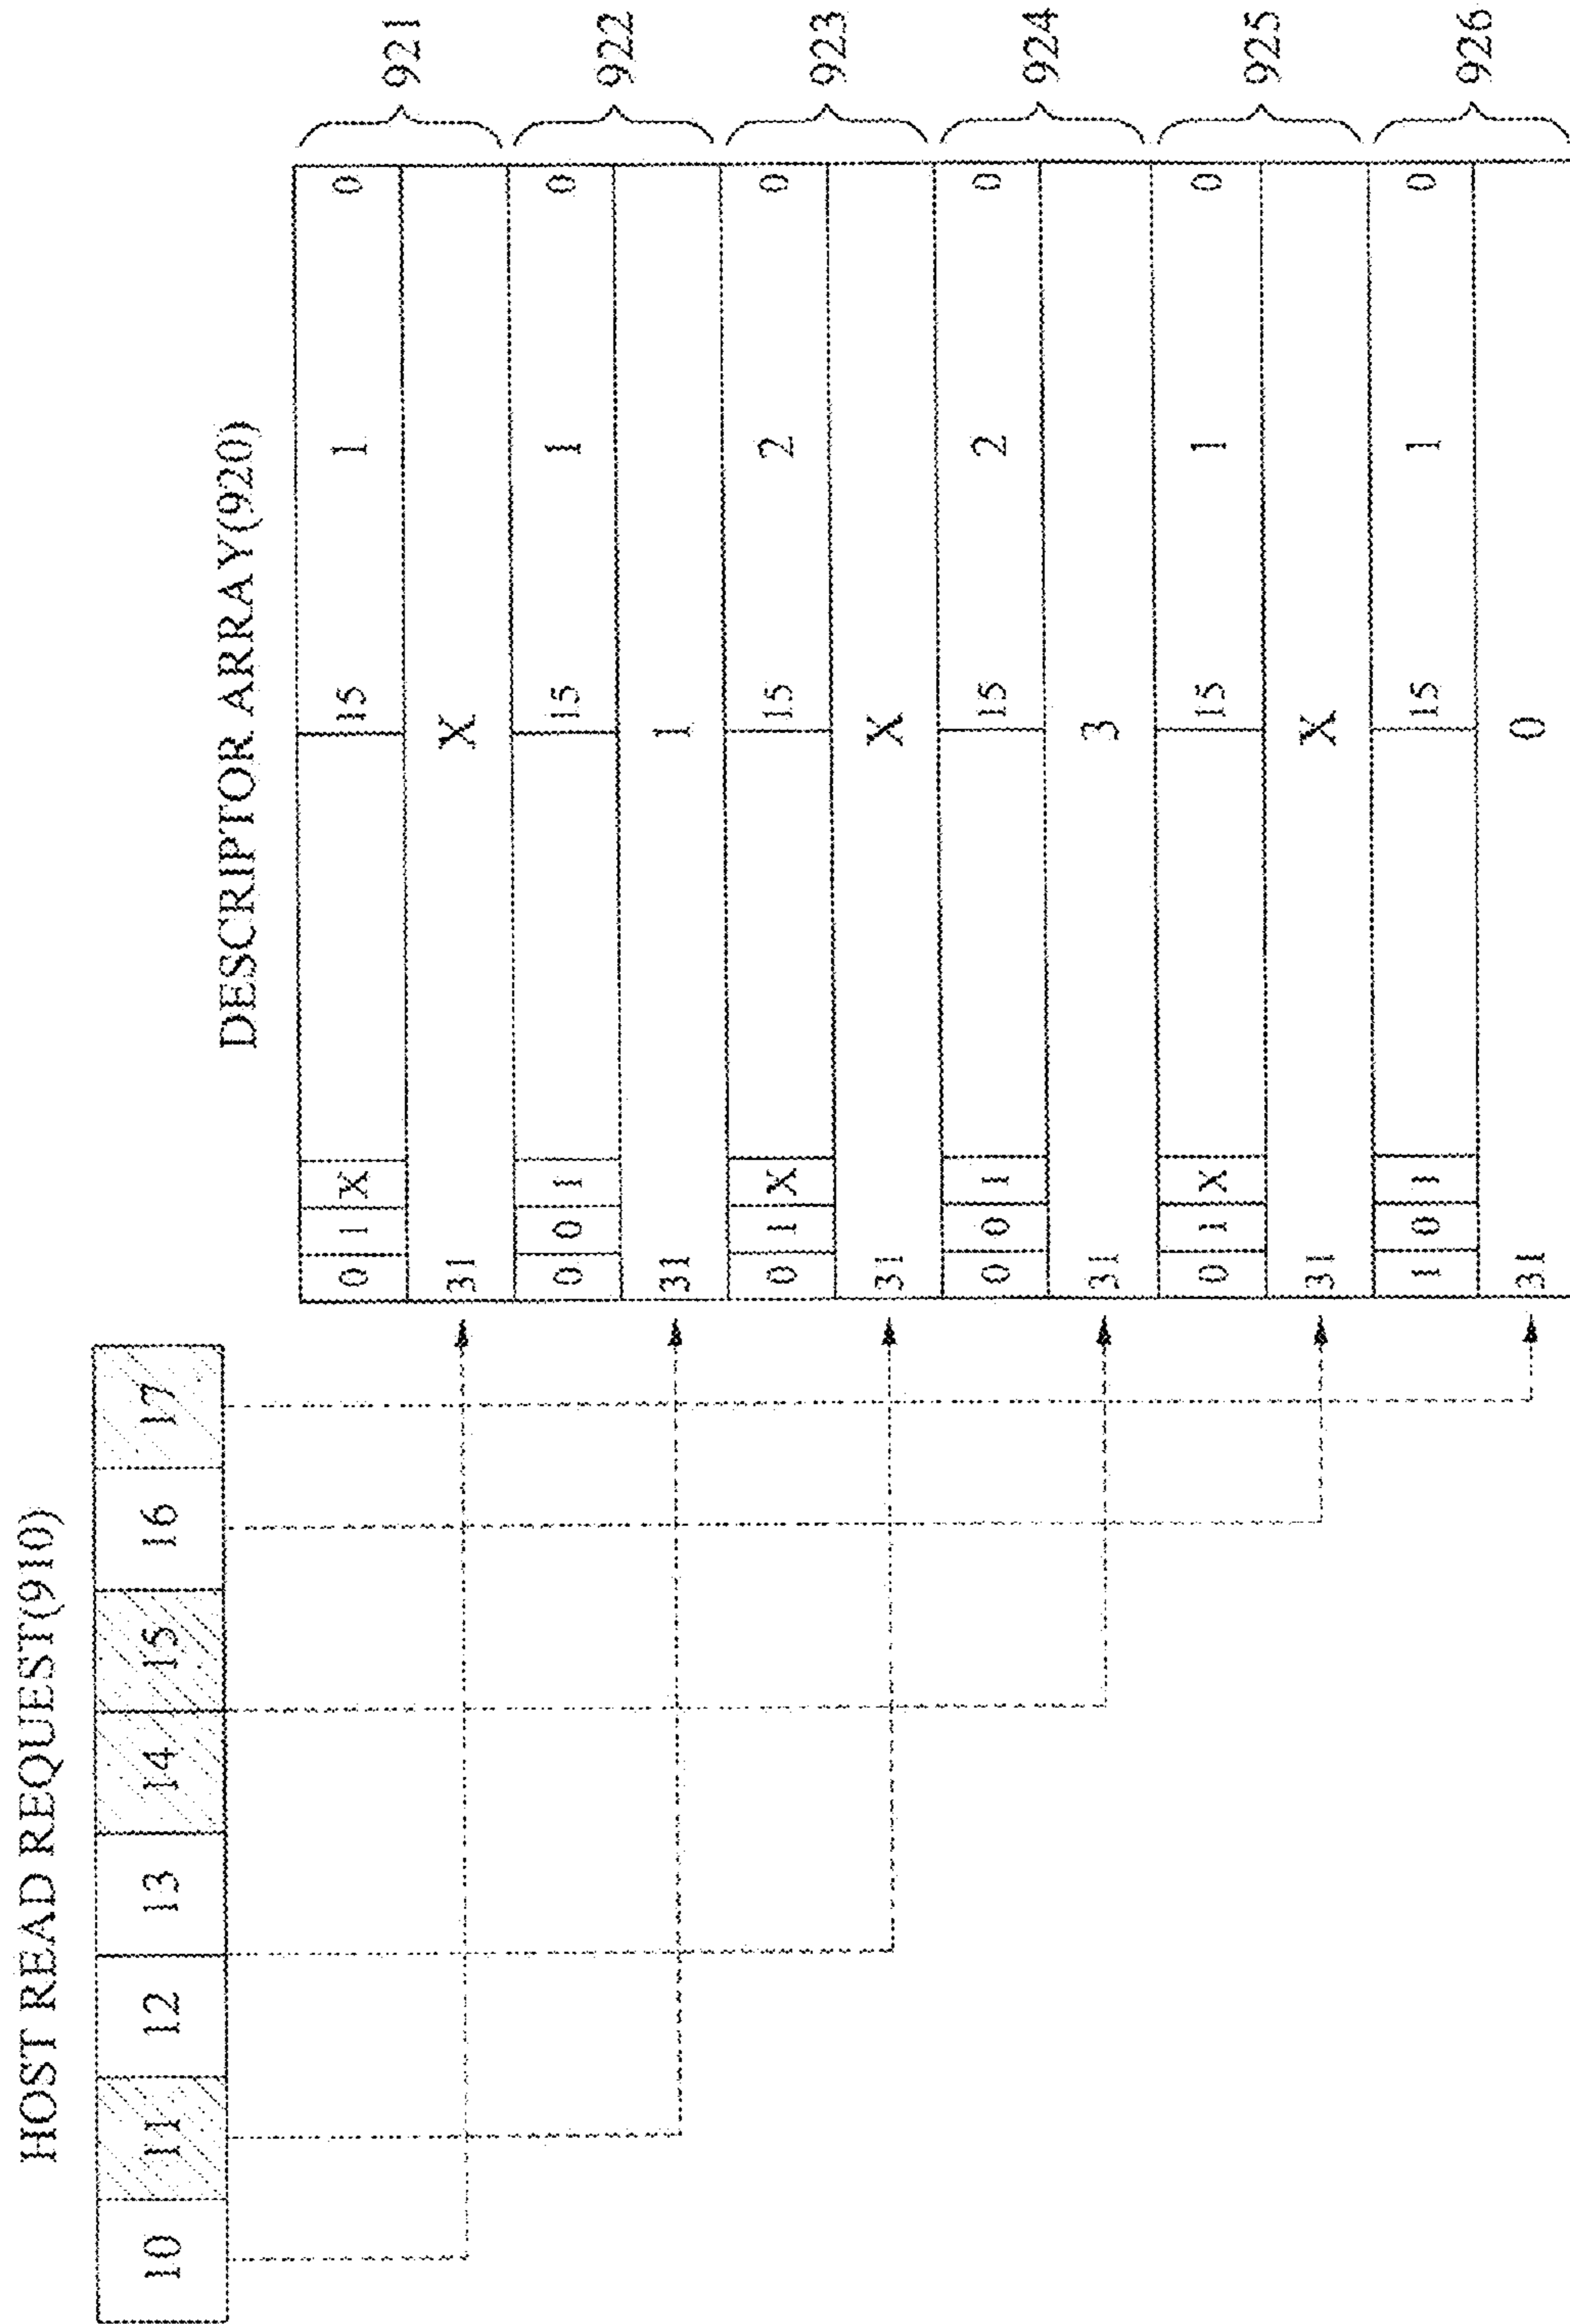 HOST READ REQUEST(910)
10 11 12 13 14 15 16 17
DESCRIPTOR ARRAY(920)
0 1 X 15 1 0
31 X
921
0 0 1 15 1 0
31 1
922
0 1 X 15 2 0
31 X
923
0 0 1 15 2 0
31 3
924
0 1 X 15 1 0
31 X
925
1 0 1 15 1 0
31 0
926